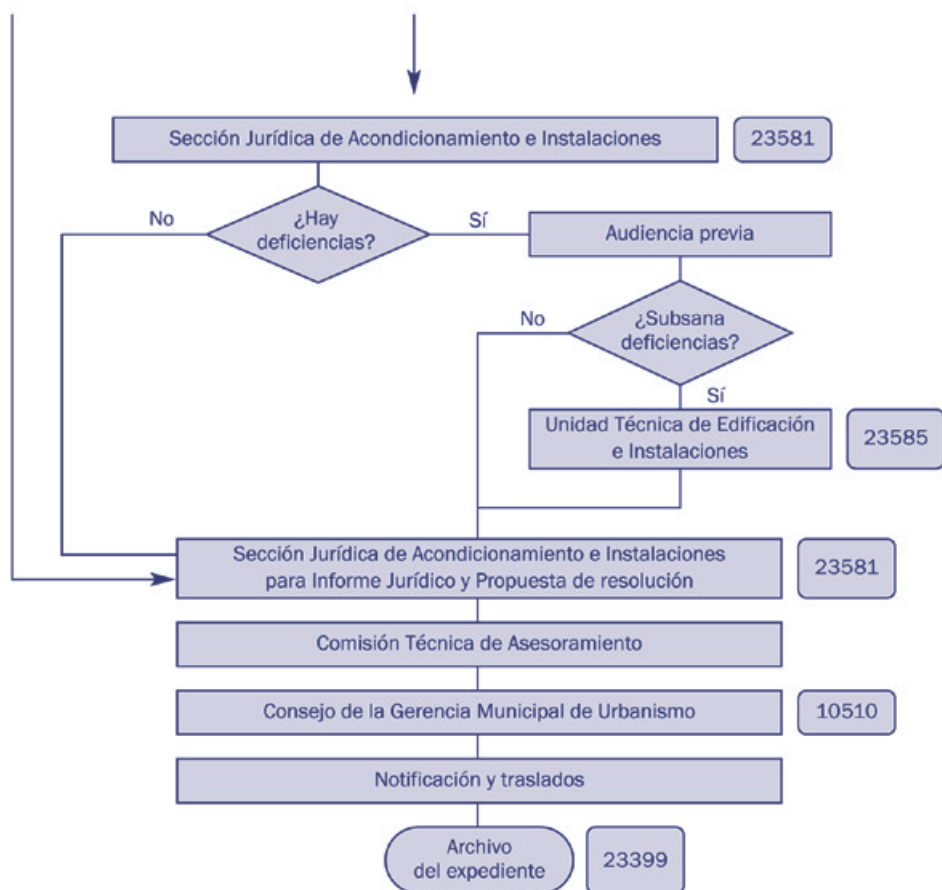 Sección Jurídica de Acondicionamiento e Instalaciones
23581
¿Hay
deficiencias?
No
Sí
Audiencia previa
¿Subsana
deficiencias?
No
Sí
Unidad Técnica de Edificación
e Instalaciones
23585
Sección Jurídica de Acondicionamiento e Instalaciones
para Informe Jurídico y Propuesta de resolución
23581
Comisión Técnica de Asesoramiento
Consejo de la Gerencia Municipal de Urbanismo
10510
Notificación y traslados
Archivo
del expediente
23399